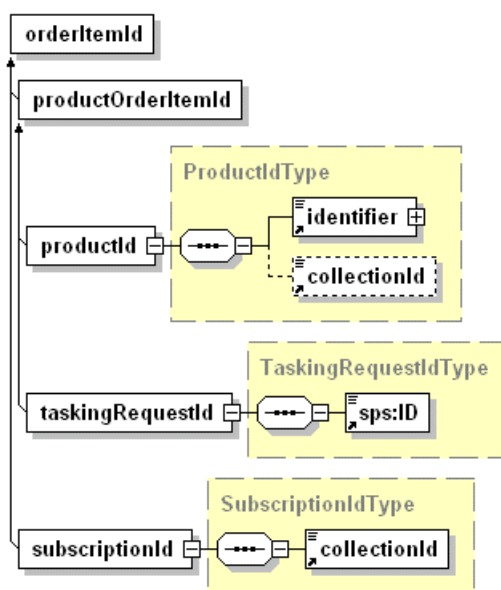 orderItemId
productOrderItemId
ProductIdType
identifier
productId
collectionId
TaskingRequestIdType
taskingRequestId
sps:ID
SubscriptionIdType
subscriptionId
collectionId